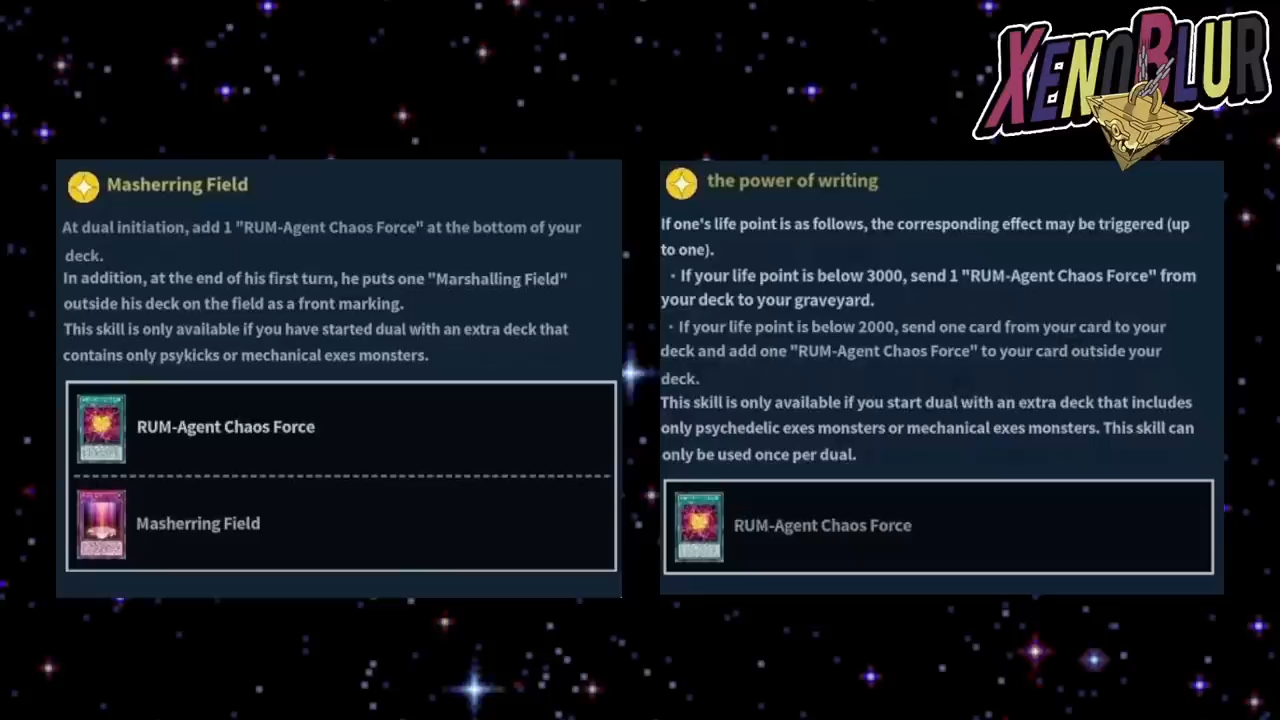 XENOBLUR
Masherring Field
At dual initiation, add 1 "RUM-Agent Chaos Force" at the bottom of your
deck.
In addition, at the end of his first turn, he puts one "Marshalling Field"
outside his deck on the field as a front marking.
This skill is only available if you have started dual with an extra deck that
contains only psykicks or mechanical exes monsters.
RUM-Agent Chaos Force
Masherring Field
the power of writing
If one's life point is as follows, the corresponding effect may be triggered (up
to one).
・If your life point is below 3000, send 1 "RUM-Agent Chaos Force" from
your deck to your graveyard.
・If your life point is below 2000, send one card from your card to your
deck and add one "RUM-Agent Chaos Force" to your card outside your
deck.
This skill is only available if you start dual with an extra deck that includes
only psychedelic exes monsters or mechanical exes monsters. This skill can
only be used once per dual.
RUM-Agent Chaos Force